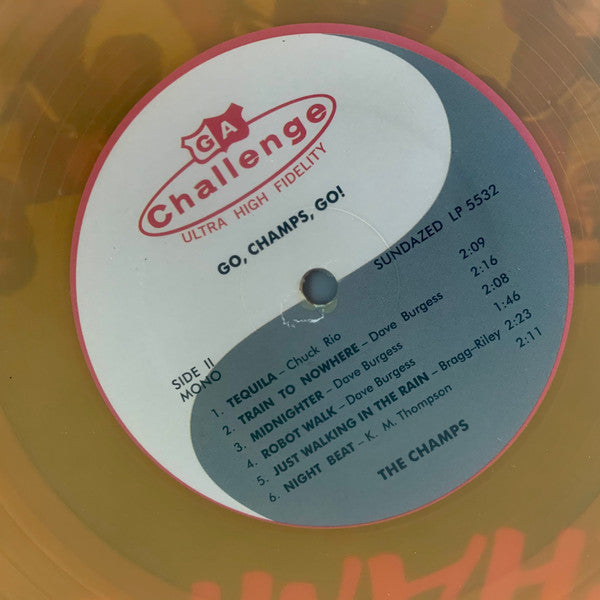 GA
Challenge
ULTRA HIGH FIDELITY
GO, CHAMPS, GO!
SUNDAZED LP 5532
SIDE II
MONO
1. TEQUILA – Chuck Rio 2:09
2. TRAIN TO NOWHERE – Dave Burgess 2:16
3. MIDNIGHTER – Dave Burgess 2:08
4. ROBOT WALK – Dave Burgess 1:46
5. JUST WALKING IN THE RAIN – Bragg–Riley 2:23
6. NIGHT BEAT – K. M. Thompson 2:11
THE CHAMPS